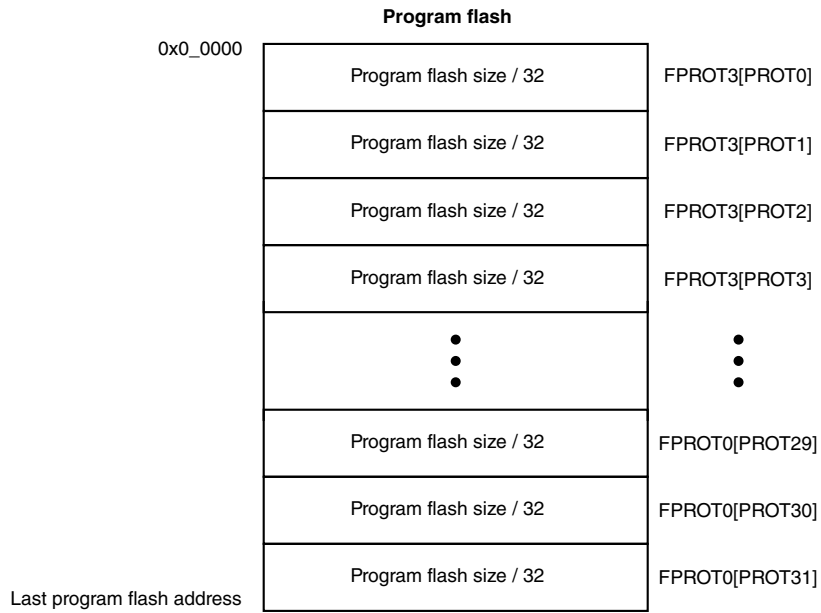 Program flash
0x0_0000
Program flash size / 32 FPROT3[PROT0]
Program flash size / 32 FPROT3[PROT1]
Program flash size / 32 FPROT3[PROT2]
Program flash size / 32 FPROT3[PROT3]
Program flash size / 32 FPROT0[PROT29]
Program flash size / 32 FPROT0[PROT30]
Program flash size / 32 FPROT0[PROT31]
Last program flash address